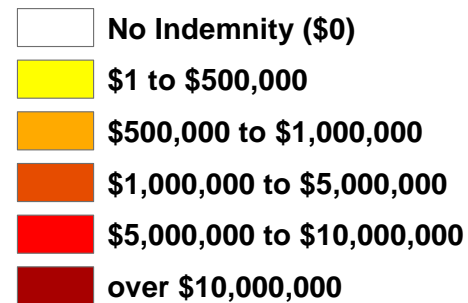 No Indemnity ($0)
$1 to $500,000
$500,000 to $1,000,000
$1,000,000 to $5,000,000
$5,000,000 to $10,000,000
over $10,000,000